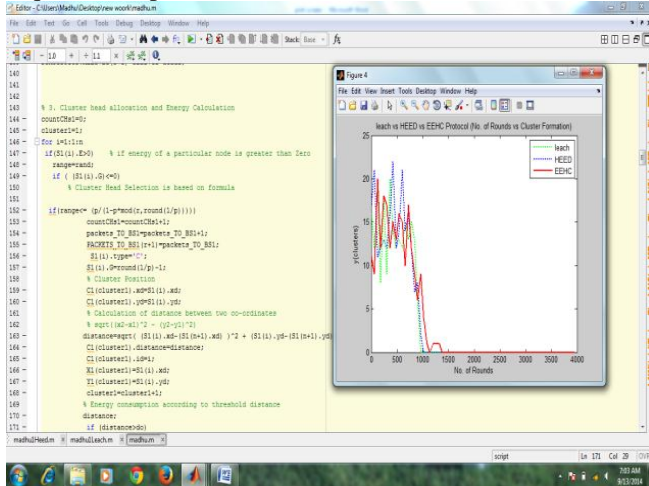 Editor - C:\Users\Madhu\Desktop\new woork\madhu.m
File Edit Text Go Cell Tools Debug Desktop Window Help
Stack: Base
- 1.0 + ÷ 1.1 ×
140
141
142
143 % 3. Cluster head allocation and Energy Calculation
144 - countCHs1=0;
145 - cluster1=1;
146 - for i=1:1:n
147 - if(S1(i).E>0) % if energy of a particular node is greater than Zero
148 - range=rand;
149 - if ( (S1(i).G)<=0)
150 % Cluster Head Selection is based on formula
151
152 - if(range<= (p/(1-p*mod(r,round(1/p)))))
153 - countCHs1=countCHs1+1;
154 - packets_TO_BS1=packets_TO_BS1+1;
155 - PACKETS_TO_BS1(r+1)=packets_TO_BS1;
156 - S1(i).type='C';
157 - S1(i).G=round(1/p)-1;
158 % Cluster Position
159 - C1(cluster1).xd=S1(i).xd;
160 - C1(cluster1).yd=S1(i).yd;
161 % Calculation of distance between two co-ordinates
162 % sqrt((x2-x1)^2 - (y2-y1)^2)
163 - distance=sqrt( (S1(i).xd-(S1(n+1).xd) )^2 + (S1(i).yd-(S1(n+1).yd)
164 - C1(cluster1).distance=distance;
165 - C1(cluster1).id=i;
166 - X1(cluster1)=S1(i).xd;
167 - Y1(cluster1)=S1(i).yd;
168 - cluster1=cluster1+1;
169 % Energy consumption according to threshold distance
170 - distance;
171 - if (distance>do)
Figure 4
File Edit View Insert Tools Desktop Window Help
leach vs HEED vs EEHC Protocol (No. of Rounds vs Cluster Formation)
leach
HEED
EEHC
y(clusters)
25
20
15
10
5
0
0 500 1000 1500 2000 2500 3000 3500 4000
No. of Rounds
madhu1Heed.m × madhu1Leach.m × madhu.m ×
script Ln 171 Col 29 OVR
7:03 AM
9/13/2014